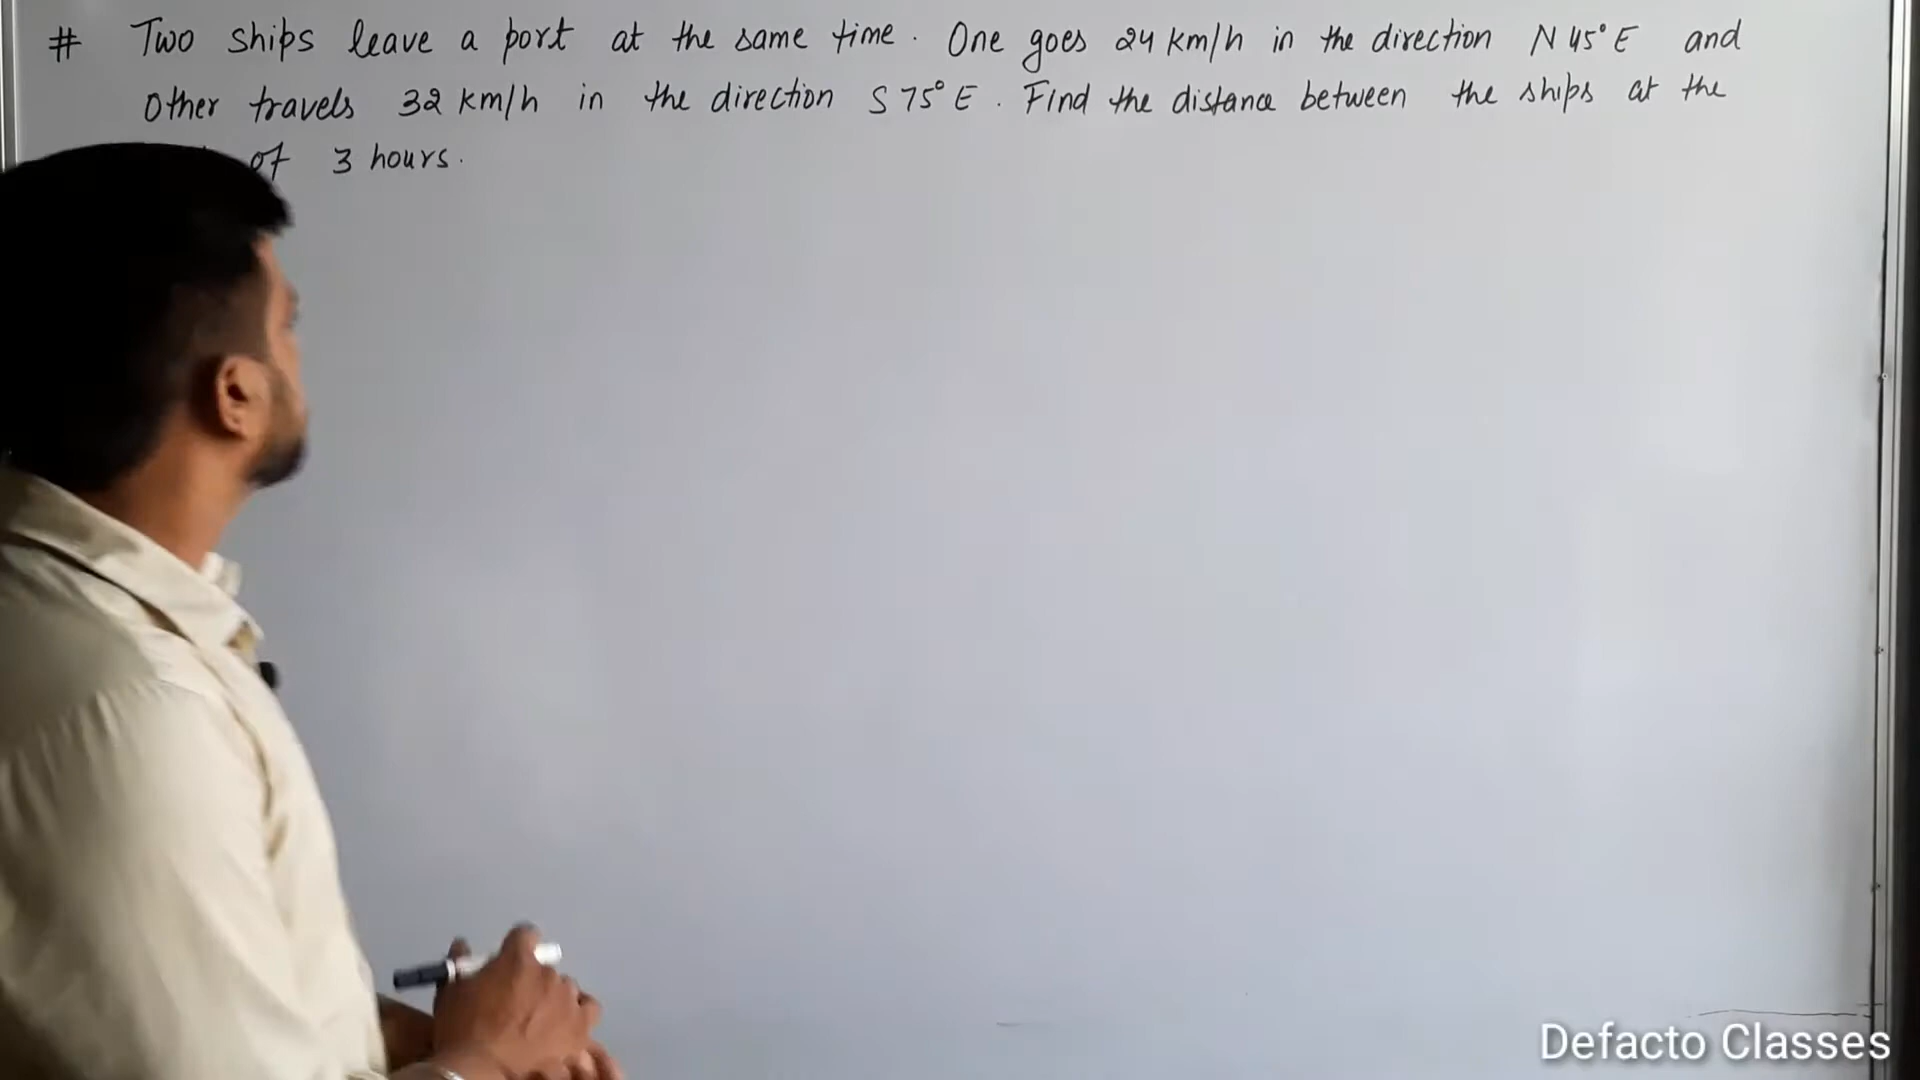 # Two ships leave a port at the same time. One goes 24 km/h in the direction N 45° E and
other travels 32 km/h in the direction S 75° E. Find the distance between the ships at the
of 3 hours.
Defacto Classes